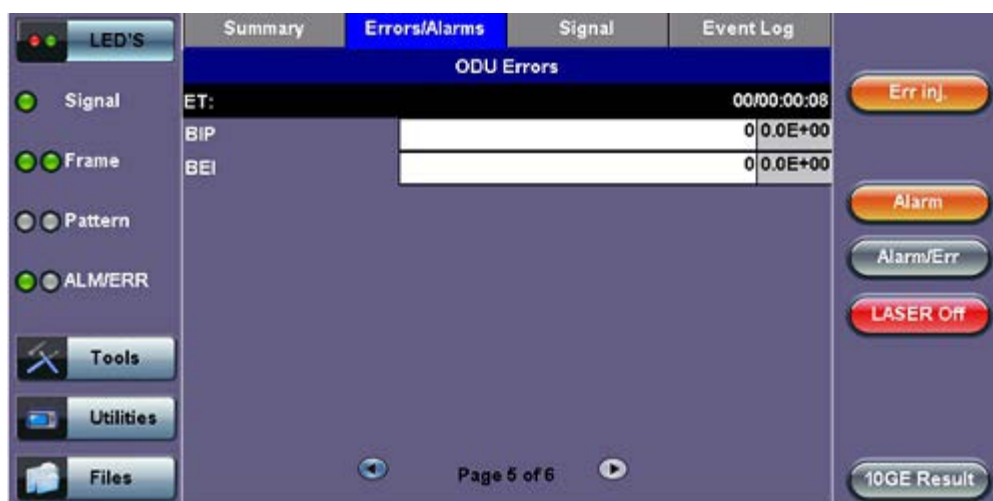 LED'S
Signal
Frame
Pattern
ALM/ERR
Tools
Utilities
Files
Summary Errors/Alarms Signal Event Log
ODU Errors
ET: 00/00:00:08
BIP 0 0.0E+00
BEI 0 0.0E+00
Page 5 of 6
Err inj.
Alarm
Alarm/Err
LASER Off
10GE Result